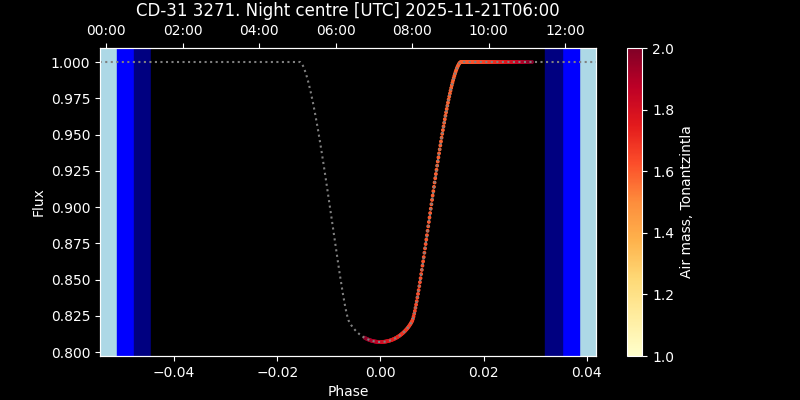 CD-31 3271. Night centre [UTC] 2025-11-21T06:00
00:00 02:00 04:00 06:00 08:00 10:00 12:00
1.000
0.975
0.950
0.925
0.900
0.875
0.850
0.825
0.800
Flux
−0.04 −0.02 0.00 0.02 0.04
Phase
2.0
1.8
1.6
1.4
1.2
1.0
Air mass, Tonantzintla